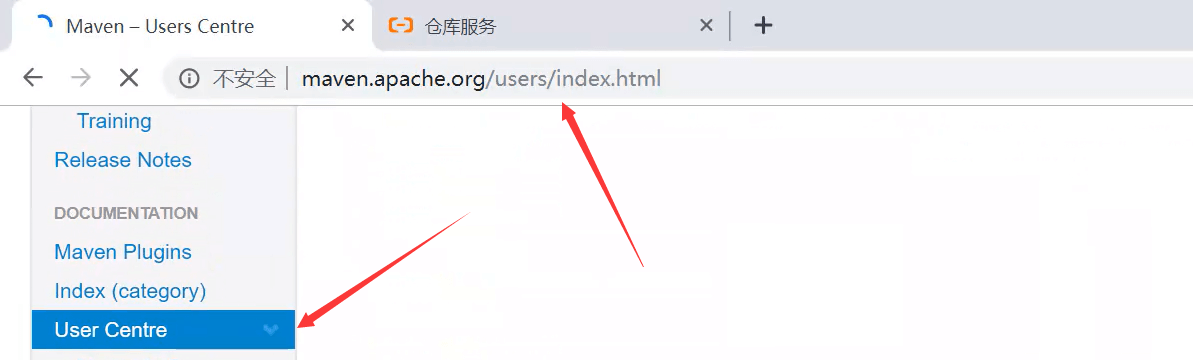 Maven – Users Centre
仓库服务
不安全 maven.apache.org/users/index.html
Training
Release Notes
DOCUMENTATION
Maven Plugins
Index (category)
User Centre